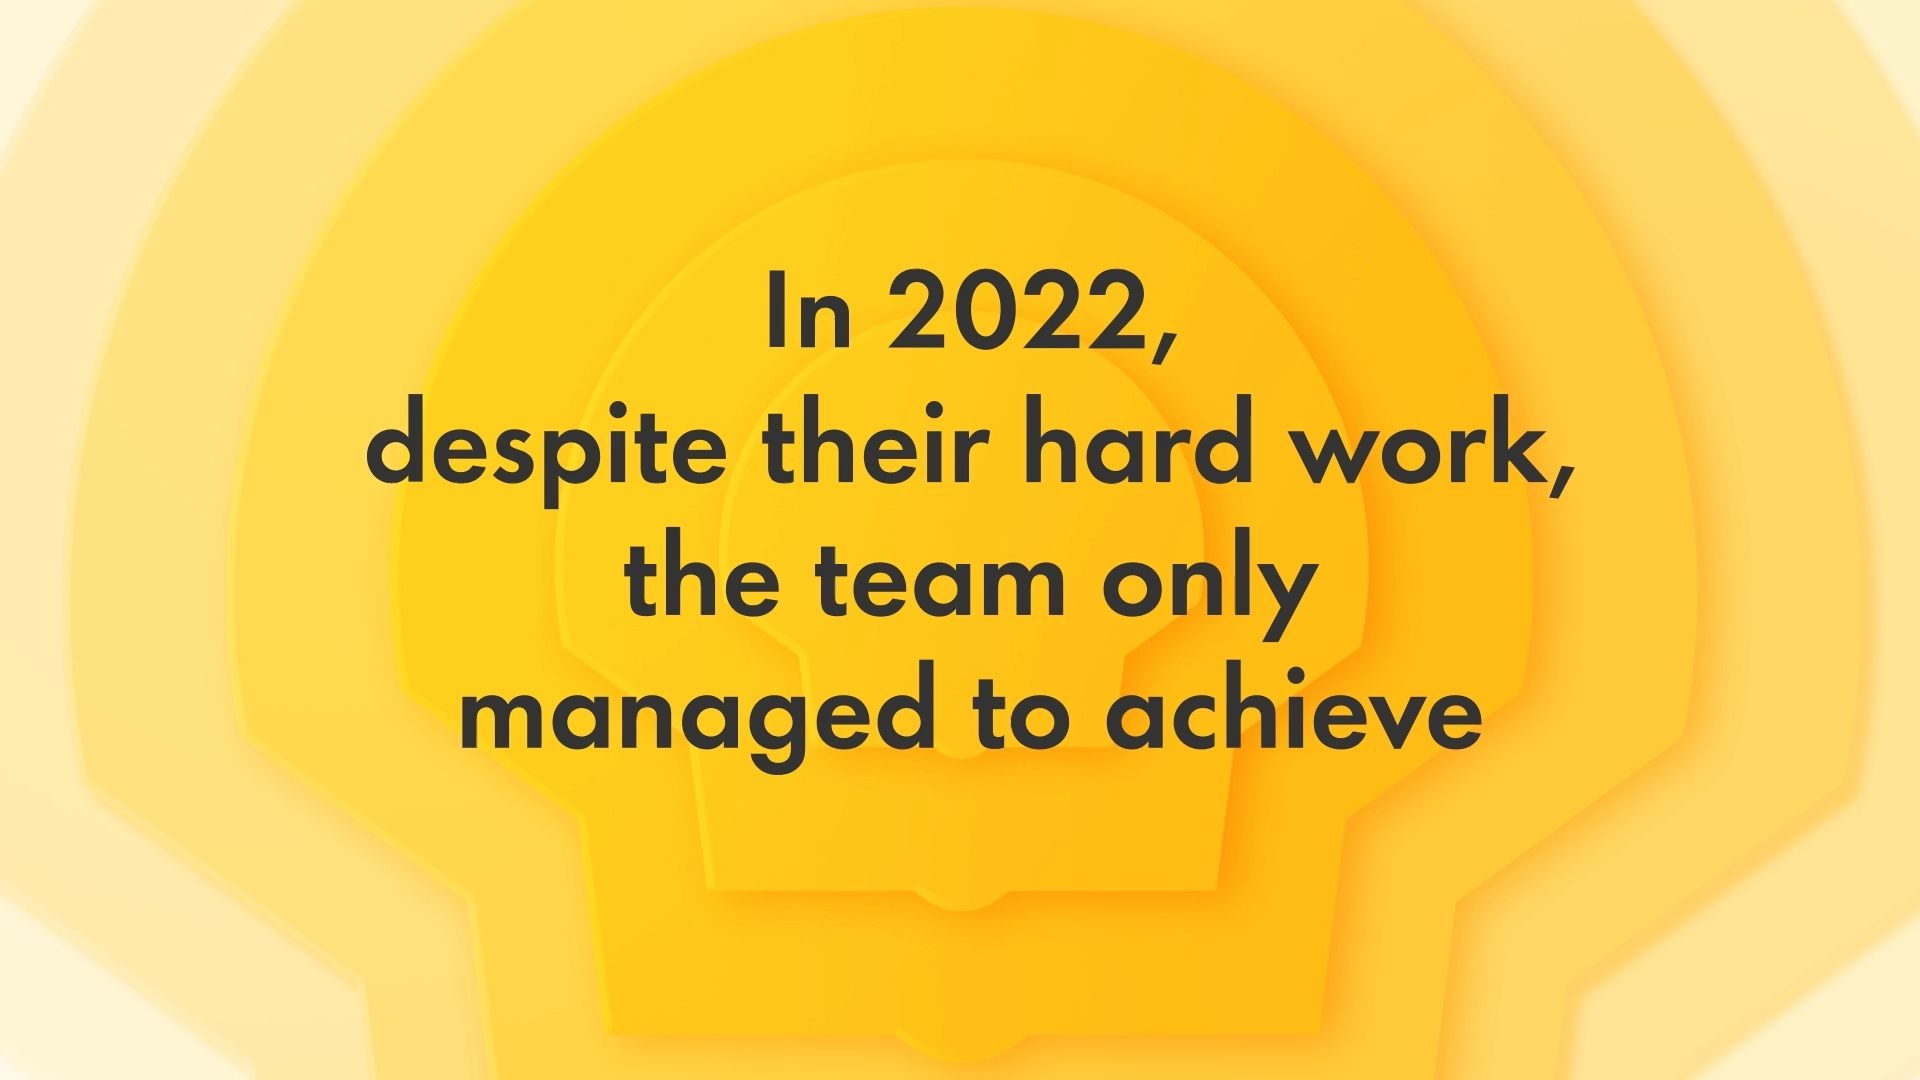 In 2022,
despite their hard work,
the team only
managed to achieve